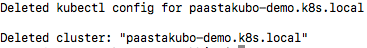 Deleted kubectl config for paastakubo-demo.k8s.local
Deleted cluster: "paastakubo-demo.k8s.local"